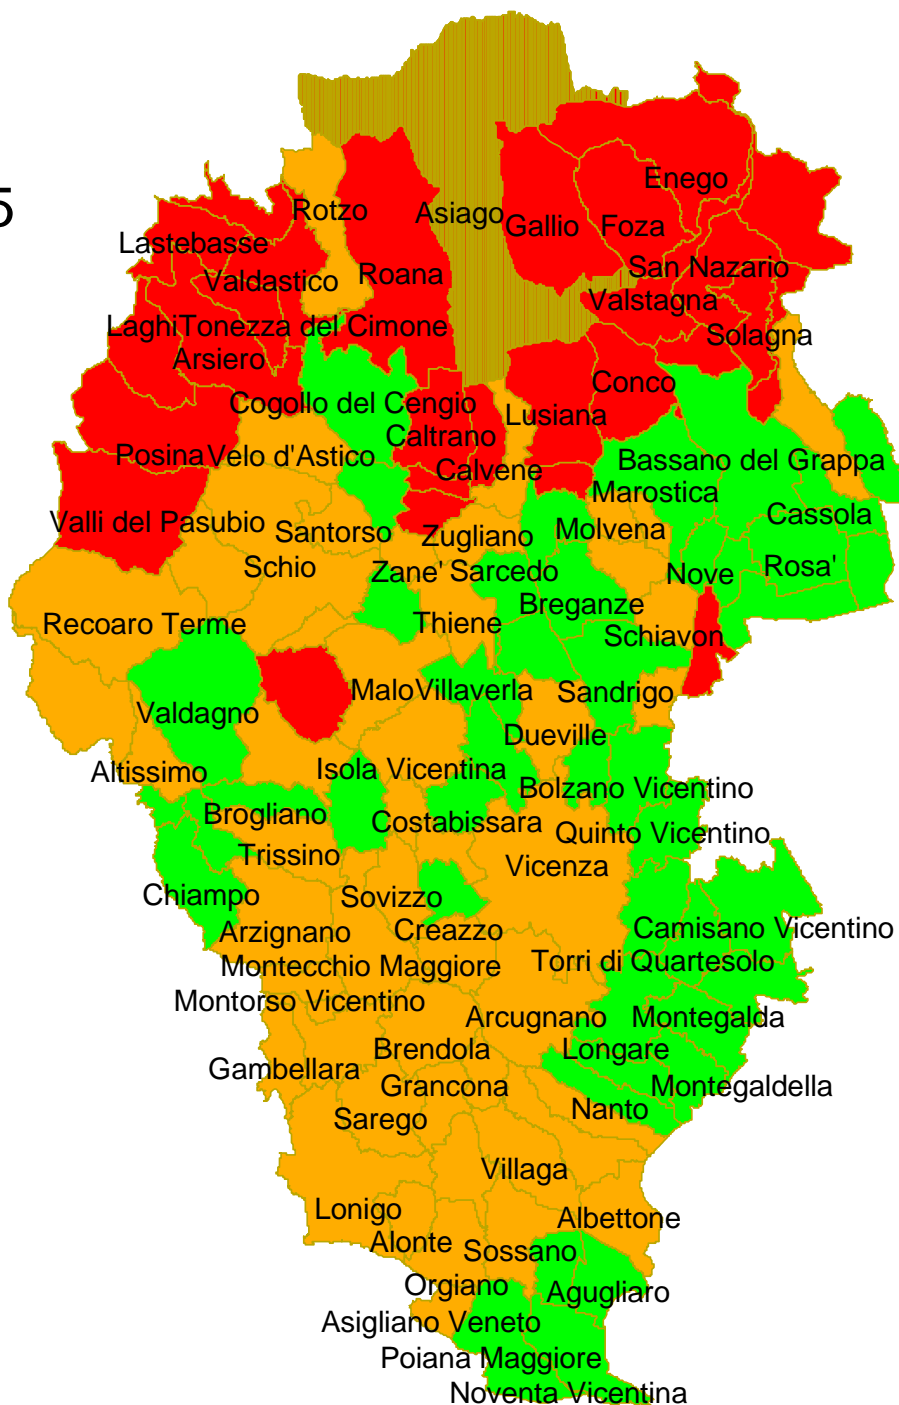 5
Enego
Rotzo
Asiago
Gallio
Foza
Lastebasse
San Nazario
Roana
Valdastico
Valstagna
Laghi
Tonezza del Cimone
Solagna
Arsiero
Conco
Cogollo del Cengio
Lusiana
Caltrano
Posina
Velo d'Astico
Bassano del Grappa
Calvene
Marostica
Cassola
Valli del Pasubio
Santorso
Zugliano
Molvena
Schio
Zane'
Sarcedo
Nove
Rosa'
Breganze
Recoaro Terme
Thiene
Schiavon
Malo
Villaverla
Sandrigo
Valdagno
Dueville
Altissimo
Isola Vicentina
Bolzano Vicentino
Brogliano
Costabissara
Quinto Vicentino
Trissino
Vicenza
Chiampo
Sovizzo
Arzignano
Creazzo
Camisano Vicentino
Montecchio Maggiore
Torri di Quartesolo
Montorso Vicentino
Arcugnano
Montegalda
Brendola
Longare
Gambellara
Grancona
Montegaldella
Sarego
Nanto
Villaga
Lonigo
Albettone
Alonte
Sossano
Orgiano
Agugliaro
Asigliano Veneto
Poiana Maggiore
Noventa Vicentina